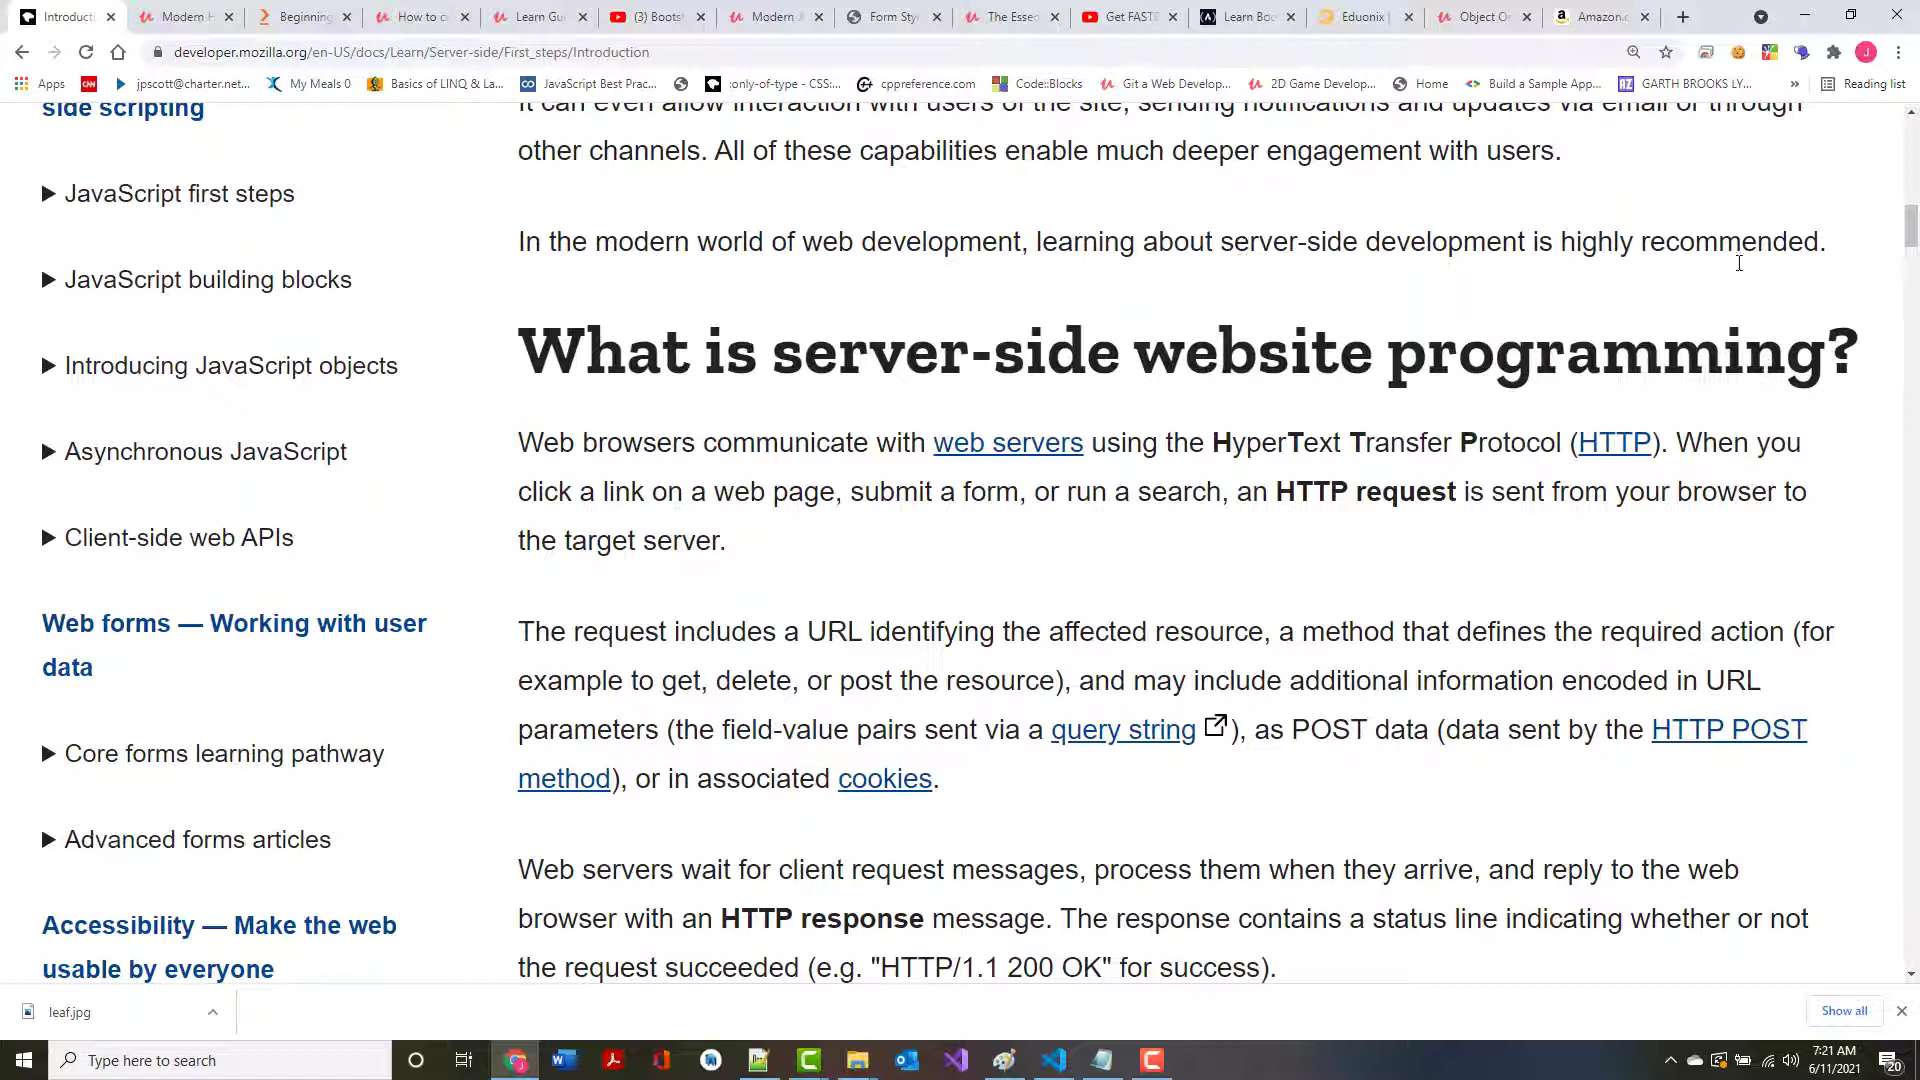 Introducti
Modern H
Beginning
How to c
Learn Gu
(3) Boots
Modern J
Form Sty
The Esse
Get FAST
Learn Boo
Eduonix |
Object O
Amazon.c
developer.mozilla.org/en-US/docs/Learn/Server-side/First_steps/Introduction
J
Apps
CNN
jpscott@charter.net...
My Meals 0
Basics of LINQ & La...
JavaScript Best Prac...
:only-of-type - CSS:...
cppreference.com
Code::Blocks
Git a Web Develop...
2D Game Develop...
Home
Build a Sample App...
GARTH BROOKS LY...
»
Reading list
side scripting
JavaScript first steps
JavaScript building blocks
Introducing JavaScript objects
Asynchronous JavaScript
Client-side web APIs
Web forms — Working with user
data
Core forms learning pathway
Advanced forms articles
Accessibility — Make the web
usable by everyone
It can even allow interaction with users of the site, sending notifications and updates via email or through
other channels. All of these capabilities enable much deeper engagement with users.
In the modern world of web development, learning about server-side development is highly recommended.
What is server-side website programming?
Web browsers communicate with web servers using the HyperText Transfer Protocol (HTTP). When you
click a link on a web page, submit a form, or run a search, an HTTP request is sent from your browser to
the target server.
The request includes a URL identifying the affected resource, a method that defines the required action (for
example to get, delete, or post the resource), and may include additional information encoded in URL
parameters (the field-value pairs sent via a query string ), as POST data (data sent by the HTTP POST
method), or in associated cookies.
Web servers wait for client request messages, process them when they arrive, and reply to the web
browser with an HTTP response message. The response contains a status line indicating whether or not
the request succeeded (e.g. "HTTP/1.1 200 OK" for success).
leaf.jpg
Show all
Type here to search
7:21 AM
6/11/2021
20